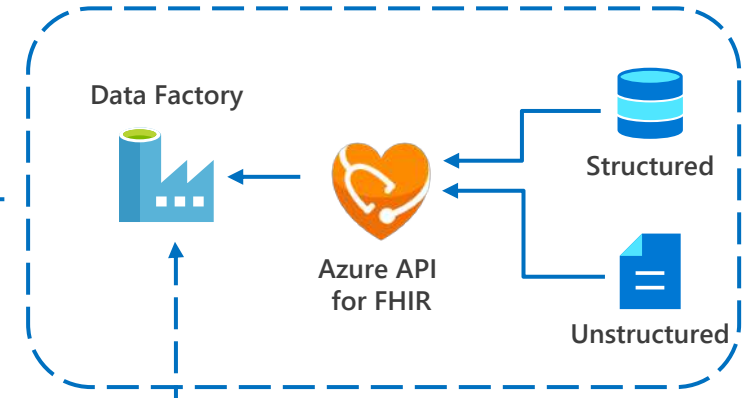 Data Factory
Structured
Azure API
for FHIR
Unstructured